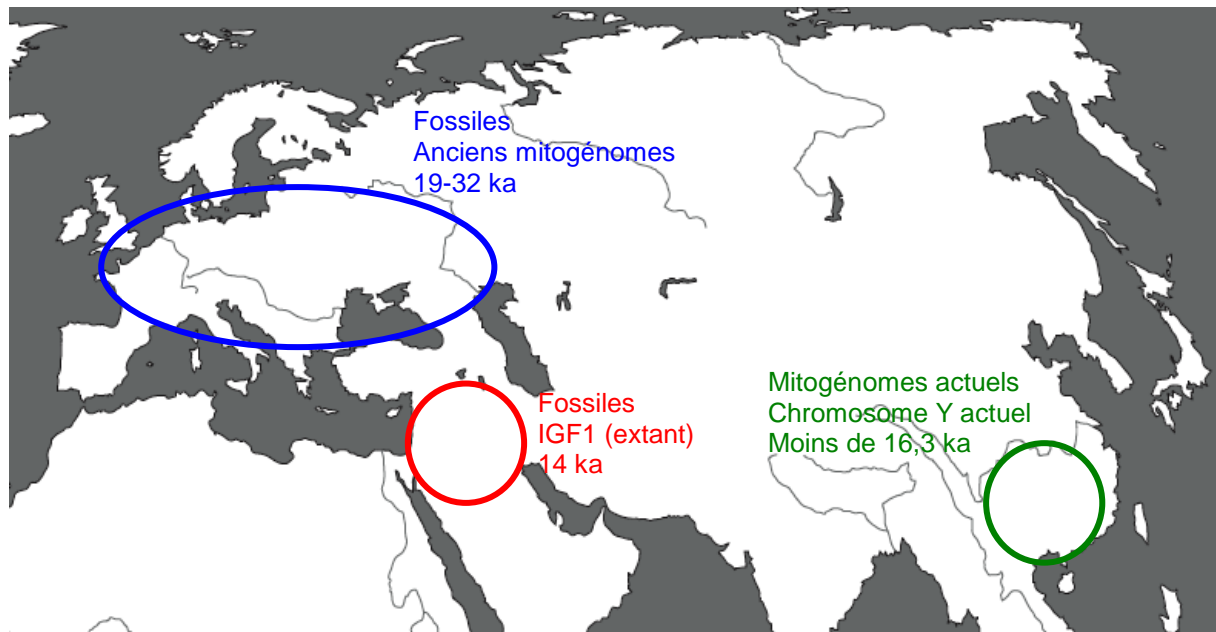 Fossiles
Anciens mitogénomes
19-32 ka
Fossiles
IGF1 (extant)
14 ka
Mitogénomes actuels
Chromosome Y actuel
Moins de 16,3 ka